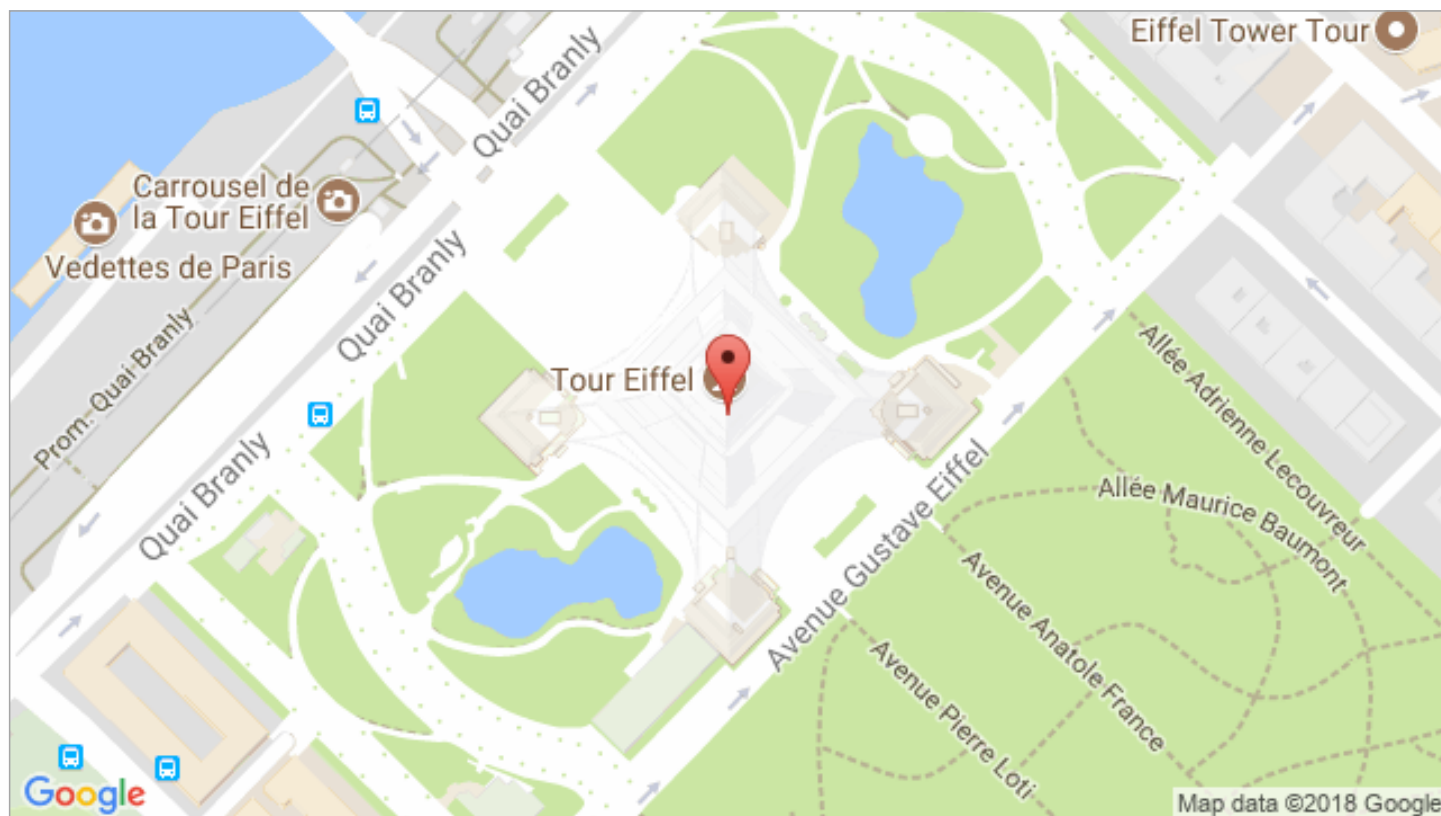 Eiffel Tower Tour
Quai Branly
Carrousel de
la Tour Eiffel
Vedettes de Paris
Quai Branly
Prom. Quai Branly
Tour Eiffel
Allée Adrienne Lecouvreur
Quai Branly
Allée Maurice Baumont
Avenue Gustave Eiffel
Avenue Anatole France
Avenue Pierre Loti
Google
Map data ©2018 Google